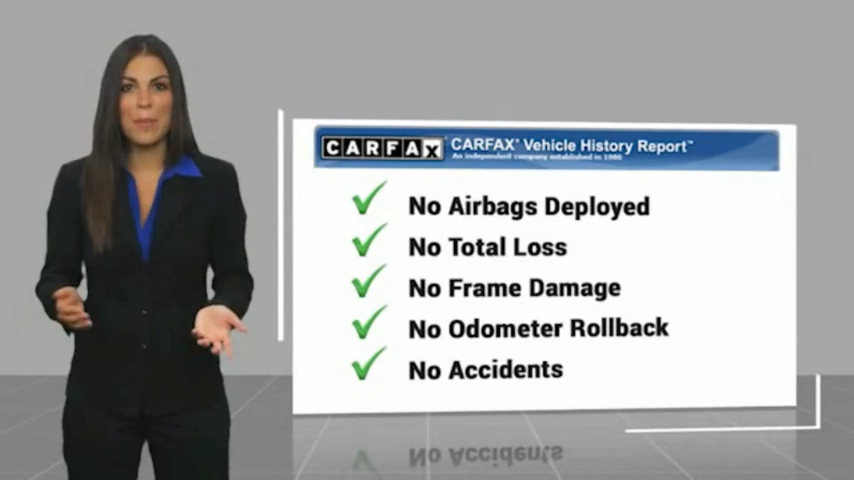 CARFAX CARFAX® Vehicle History Report™
An independent company established in 1986
No Airbags Deployed
No Total Loss
No Frame Damage
No Odometer Rollback
No Accidents
No Accidents